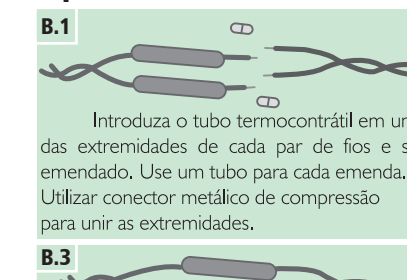 B.1
Introduza o tubo termocontrátil em
das extremidades de cada par de fios e
emendado. Use um tubo para cada emenda.
Utilizar conector metálico de compressão
para unir as extremidades.
B.3